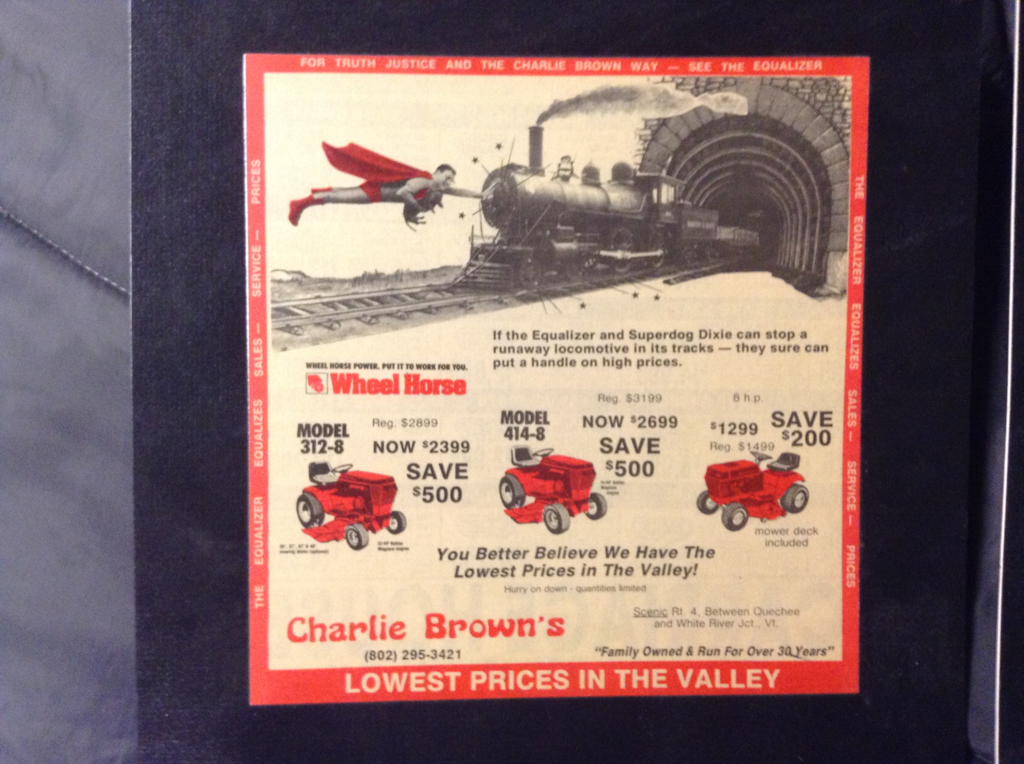 FOR TRUTH JUSTICE AND THE CHARLIE BROWN WAY — SEE THE EQUALIZER
THE EQUALIZER EQUALIZES SALES — SERVICE — PRICES
THE EQUALIZER EQUALIZES SALES — SERVICE — PRICES
If the Equalizer and Superdog Dixie can stop a
runaway locomotive in its tracks — they sure can
put a handle on high prices.
WHEEL HORSE POWER. PUT IT TO WORK FOR YOU.
Wheel Horse
MODEL
312-8
Reg. $2899
NOW $2399
SAVE
$500
MODEL
414-8
Reg. $3199
NOW $2699
SAVE
$500
8 h.p.
$1299
Reg. $1499
SAVE
$200
mower deck
included
You Better Believe We Have The
Lowest Prices in The Valley!
Hurry on down - quantities limited
Charlie Brown's
(802) 295-3421
Scenic Rt. 4, Between Quechee
and White River Jct., Vt.
"Family Owned & Run For Over 30 Years"
LOWEST PRICES IN THE VALLEY